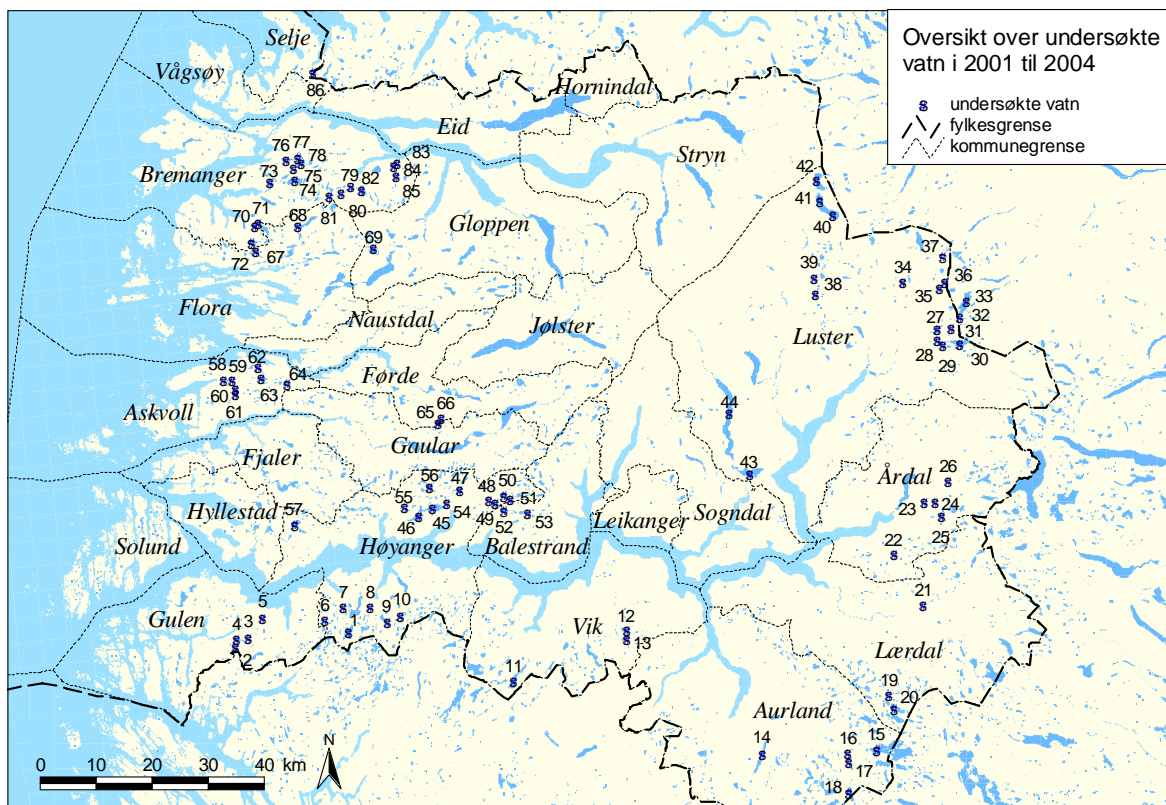 Oversikt over undersøkte
vatn i 2001 til 2004
undersøkte vatn
fylkesgrense
kommunegrense
Selje
Vågsøy
86
Hornindal
Eid
Stryn
76 77
78
83
84
85
Bremanger
73
75
74
79 82
80
81
42
41
40
70 71
68
69
Gloppen
72
67
37
39
38
34
36
35
33
32
31
30
27
28
29
Flora
Naustdal
Jølster
Luster
58 59
62
64
60
63
61
Førde
Askvoll
65 66
44
Gaular
Fjaler
43
56
47
48
50
51
55
54
46
45
49
52
53
Årdal
26
23
24
25
Hyllestad
57
Leikanger
Sogndal
Solund
Høyanger
Balestrand
22
21
Gulen
5
4 3
2
7
8
6
1
9
10
Vik
12
13
Lærdal
11
19
20
Aurland
14
16
15
17
18
N
0 10 20 30 40 km